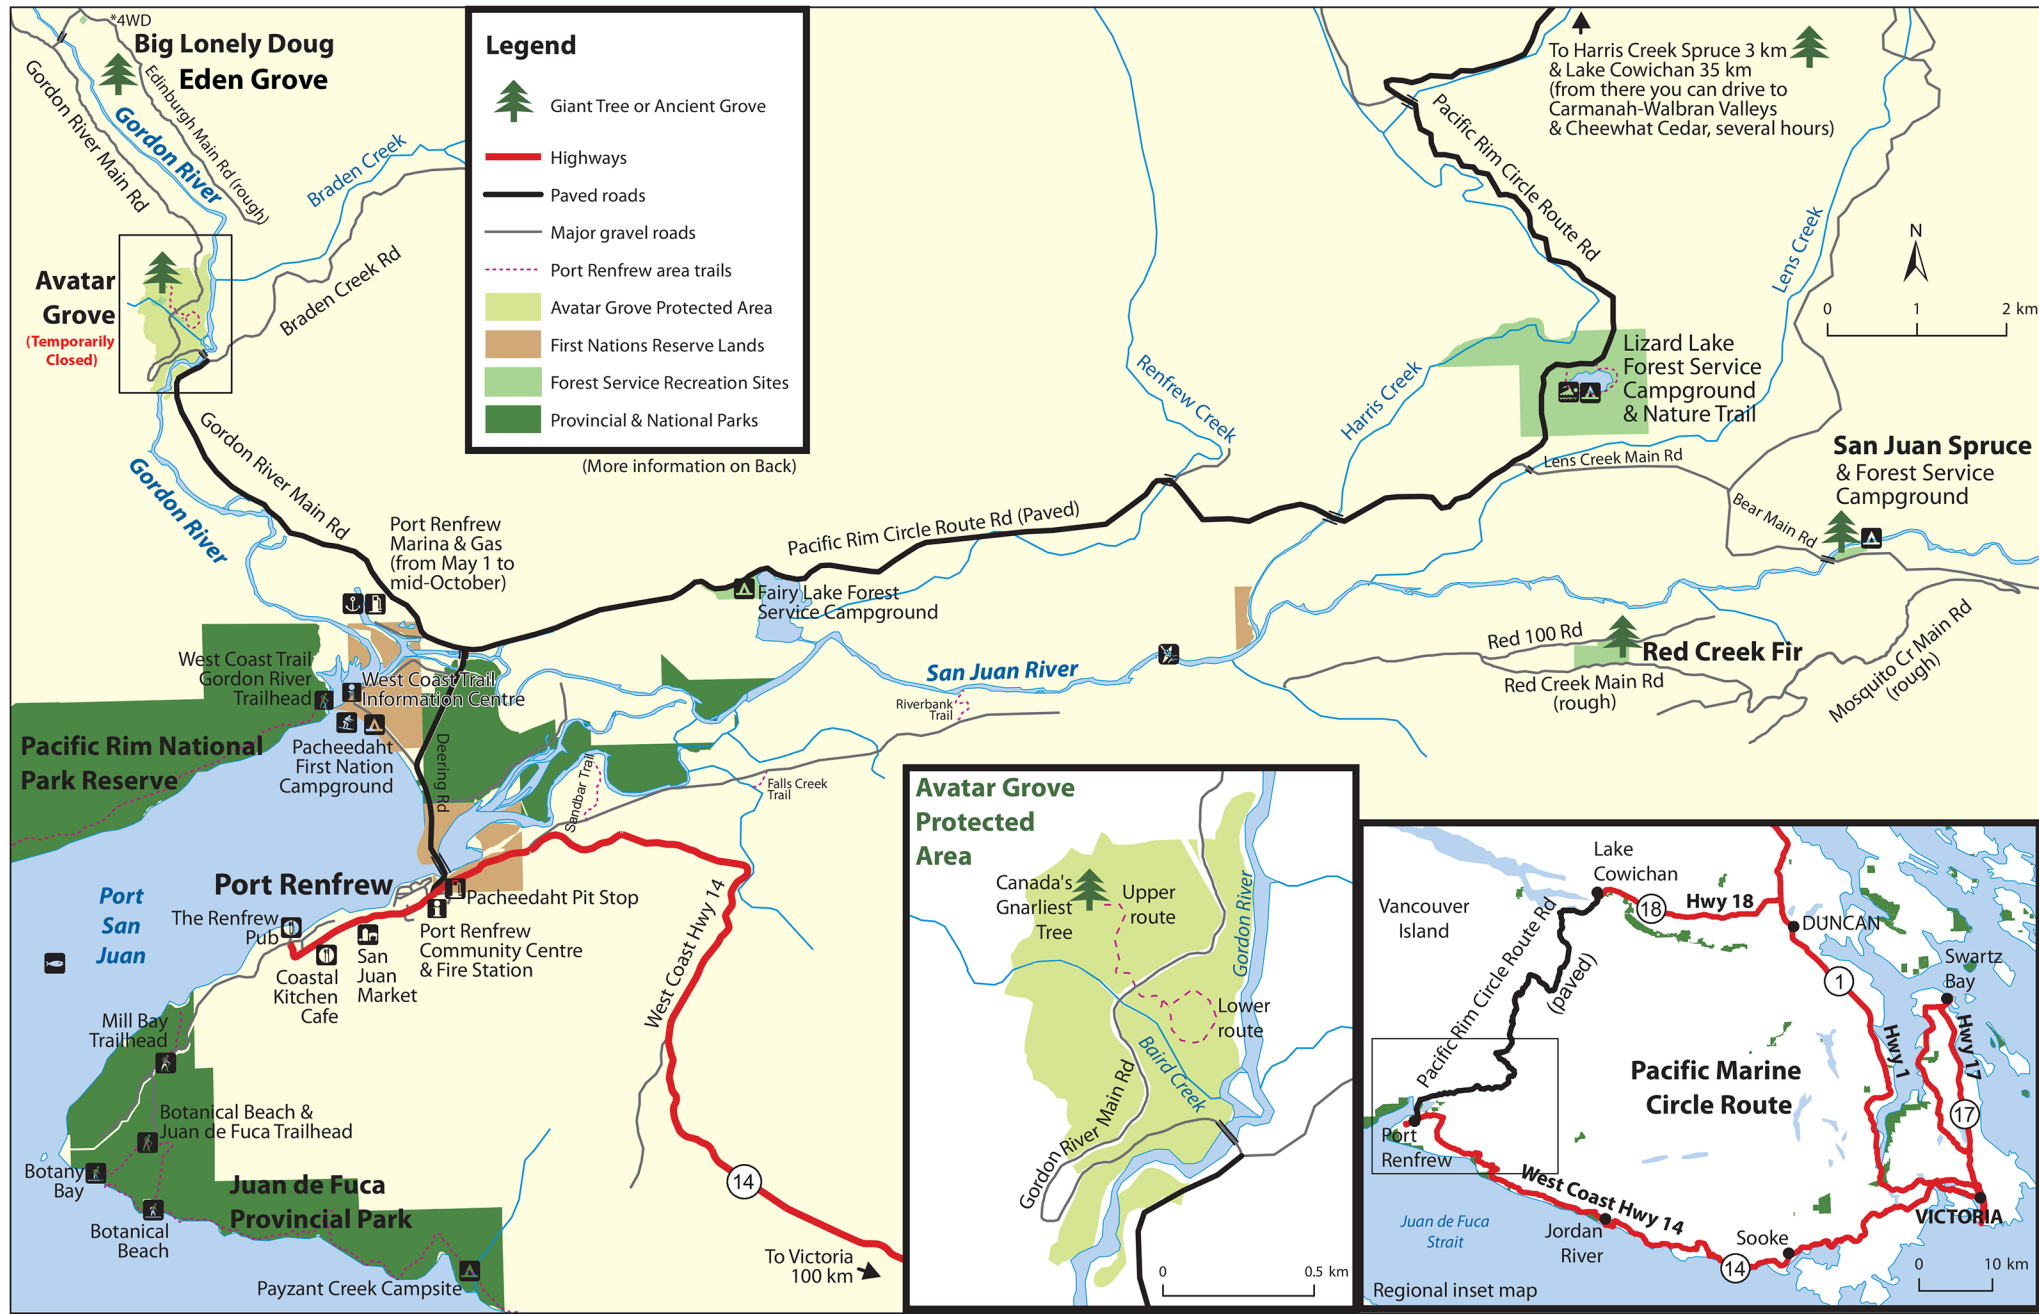 *4WD
Big Lonely Doug
Eden Grove
Gordon River Main Rd
Gordon River
Edinburgh Main Rd (rough)
Braden Creek
Braden Creek Rd
Avatar
Grove
(Temporarily
Closed)
Gordon River Main Rd
Gordon River
Legend
Giant Tree or Ancient Grove
Highways
Paved roads
Major gravel roads
Port Renfrew area trails
Avatar Grove Protected Area
First Nations Reserve Lands
Forest Service Recreation Sites
Provincial & National Parks
(More information on Back)
To Harris Creek Spruce 3 km
& Lake Cowichan 35 km
(from there you can drive to
Carmanah-Walbran Valleys
& Cheewhat Cedar, several hours)
Pacific Rim Circle Route Rd
Lens Creek
N
0 1 2 km
Renfrew Creek
Harris Creek
Lizard Lake
Forest Service
Campground
& Nature Trail
Lens Creek Main Rd
San Juan Spruce
& Forest Service
Campground
Bear Main Rd
Port Renfrew
Marina & Gas
(from May 1 to
mid-October)
Pacific Rim Circle Route Rd (Paved)
Fairy Lake Forest
Service Campground
San Juan River
Riverbank
Trail
Red 100 Rd
Red Creek Fir
Red Creek Main Rd
(rough)
Mosquito Cr Main Rd
(rough)
West Coast Trail
Gordon River
Trailhead
West Coast Trail
Information Centre
Pacific Rim National
Park Reserve
Pacheedaht
First Nation
Campground
Deering Rd
Sandbar Trail
Falls Creek
Trail
Port Renfrew
Port
San
Juan
The Renfrew
Pub
Pacheedaht Pit Stop
Coastal
Kitchen
Cafe
San
Juan
Market
Port Renfrew
Community Centre
& Fire Station
West Coast Hwy 14
Mill Bay
Trailhead
Botanical Beach &
Juan de Fuca Trailhead
Botany
Bay
Botanical
Beach
Juan de Fuca
Provincial Park
Payzant Creek Campsite
14
To Victoria
100 km
Avatar Grove
Protected
Area
Canada's
Gnarliest
Tree
Upper
route
Lower
route
Gordon River
Baird Creek
Gordon River Main Rd
0 0.5 km
Lake
Cowichan
Vancouver
Island
18
Hwy 18
DUNCAN
Swartz
Bay
Pacific Rim Circle Route Rd
(paved)
1
Hwy 1
Hwy 17
17
Pacific Marine
Circle Route
Port
Renfrew
West Coast Hwy 14
Juan de Fuca
Strait
Jordan
River
Sooke
14
VICTORIA
0 10 km
Regional inset map